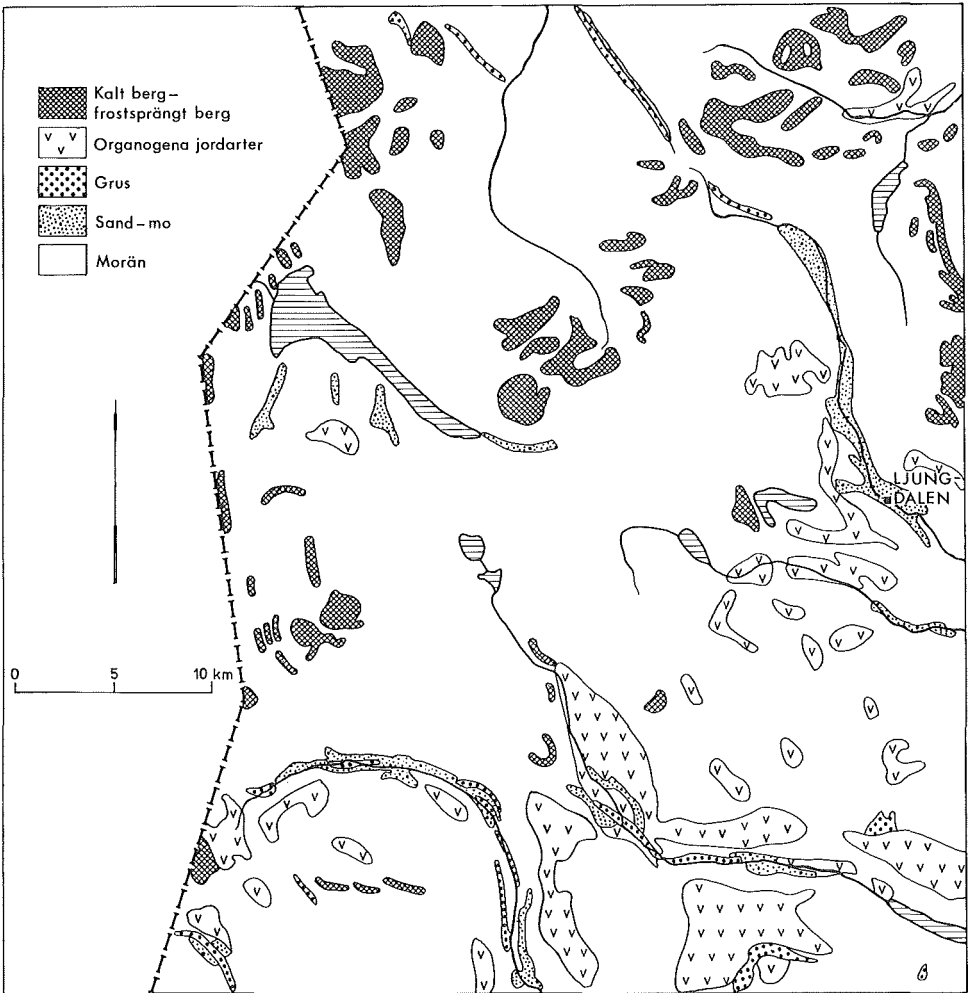 Kalt berg–
frostsprängt berg
Organogena jordarter
Grus
Sand–mo
Morän
LJUNG-
DALEN
0 5 10 km